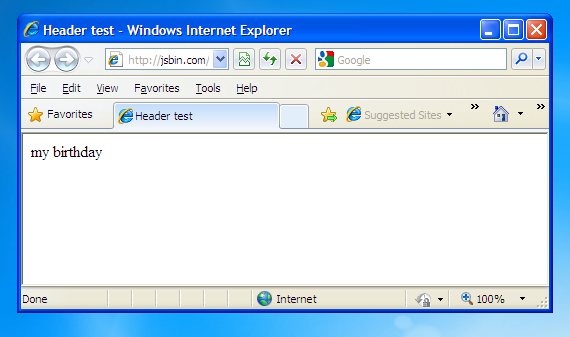 Header test - Windows Internet Explorer
http://jsbin.com/
Google
File Edit View Favorites Tools Help
Favorites Header test Suggested Sites
my birthday
Done Internet 100%